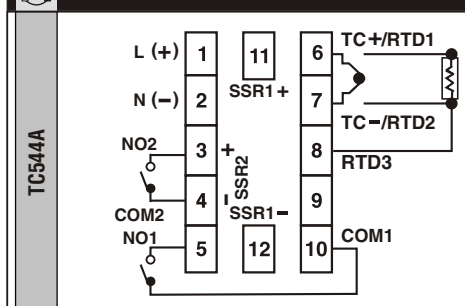 TC544A
L (+) 1 11 6 TC+/RTD1
SSR1+
N (−) 2 7
TC−/RTD2
NO2 3 + 8 RTD3
SSR2
4 - 9
COM2 SSR1−
NO1 5 12 10 COM1